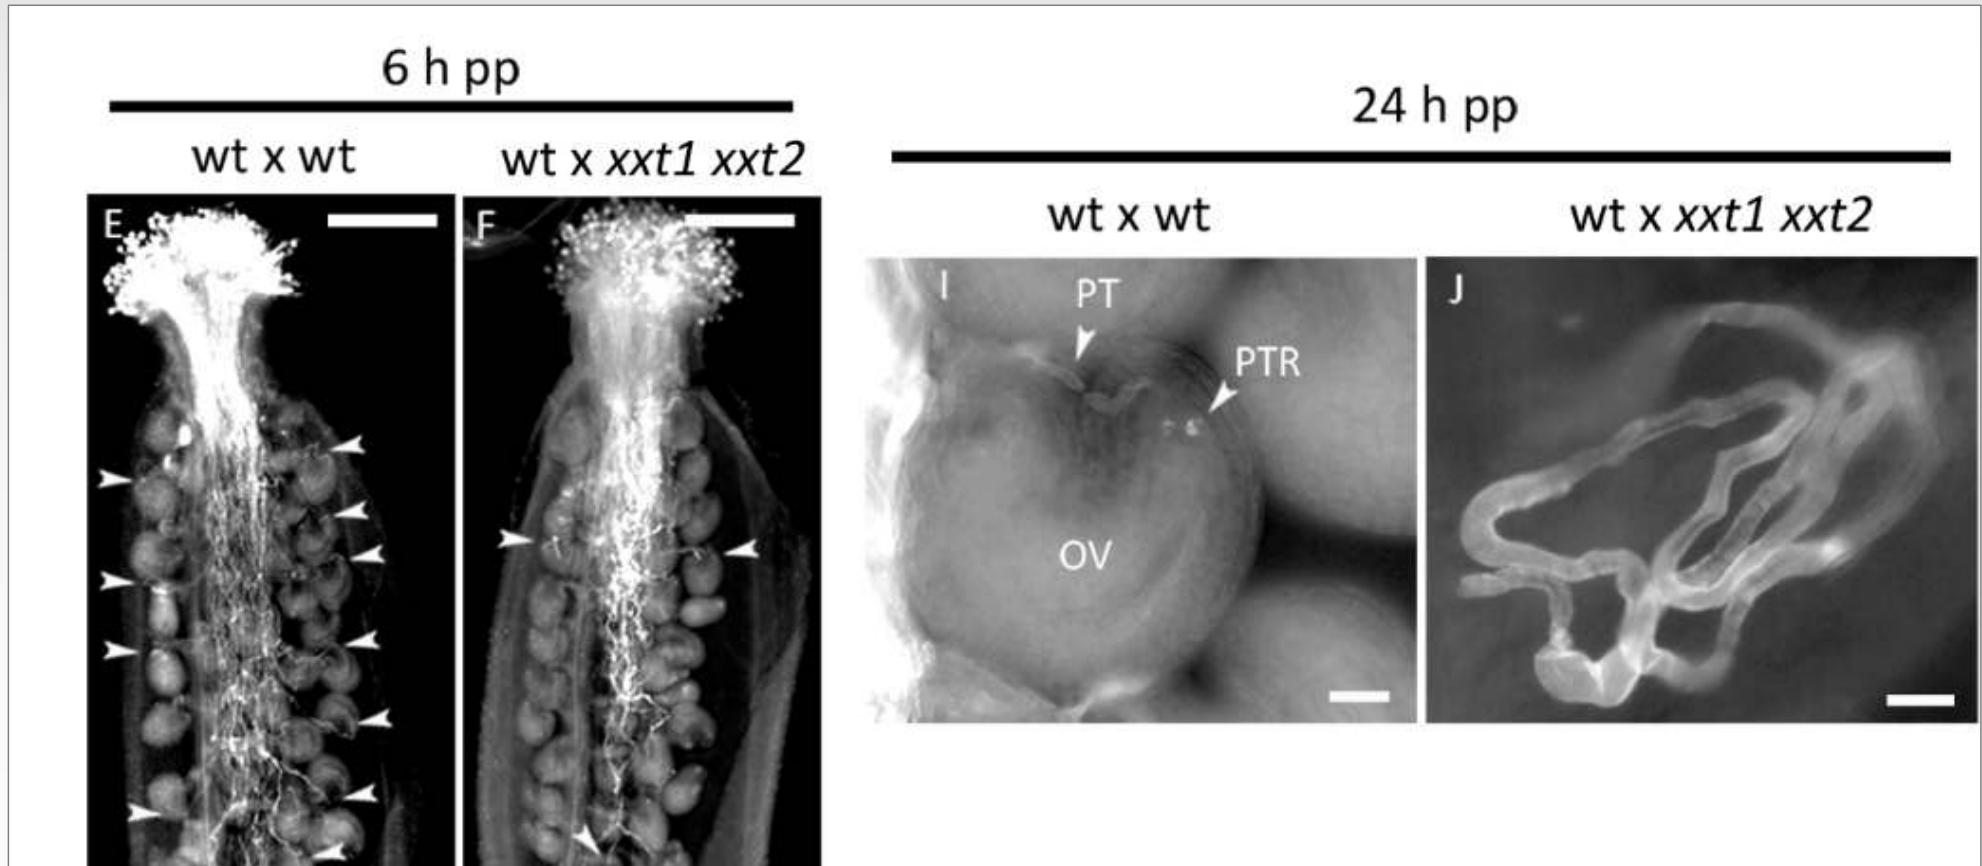 6 h pp
wt x wt
wt x xxt1 xxt2
E
F
24 h pp
wt x wt
wt x xxt1 xxt2
I
PT
PTR
OV
J